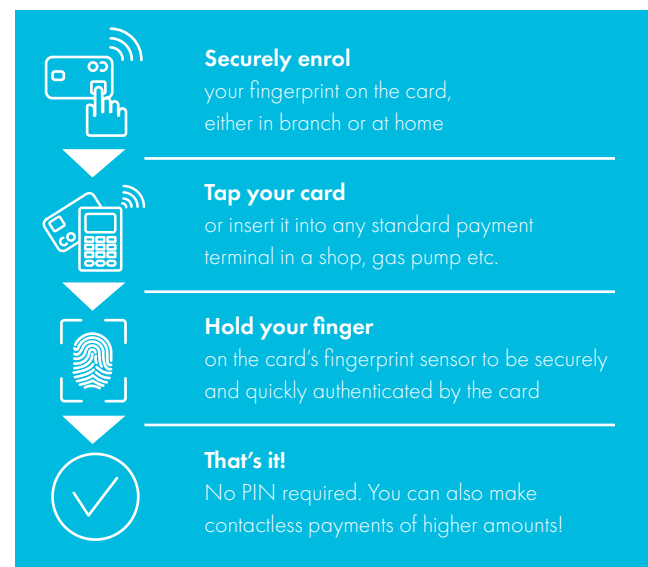 Securely enrol
your fingerprint on the card,
either in branch or at home
Tap your card
or insert it into any standard payment
terminal in a shop, gas pump etc.
Hold your finger
on the card's fingerprint sensor to be securely
and quickly authenticated by the card
That's it!
No PIN required. You can also make
contactless payments of higher amounts!